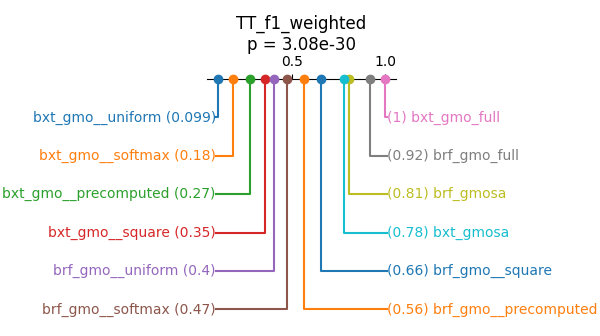 TT_f1_weighted
p = 3.08e-30
0.5 1.0
bxt_gmo__uniform (0.099)
bxt_gmo__softmax (0.18)
bxt_gmo__precomputed (0.27)
bxt_gmo__square (0.35)
brf_gmo__uniform (0.4)
brf_gmo__softmax (0.47)
(1) bxt_gmo_full
(0.92) brf_gmo_full
(0.81) brf_gmosa
(0.78) bxt_gmosa
(0.66) brf_gmo__square
(0.56) brf_gmo__precomputed